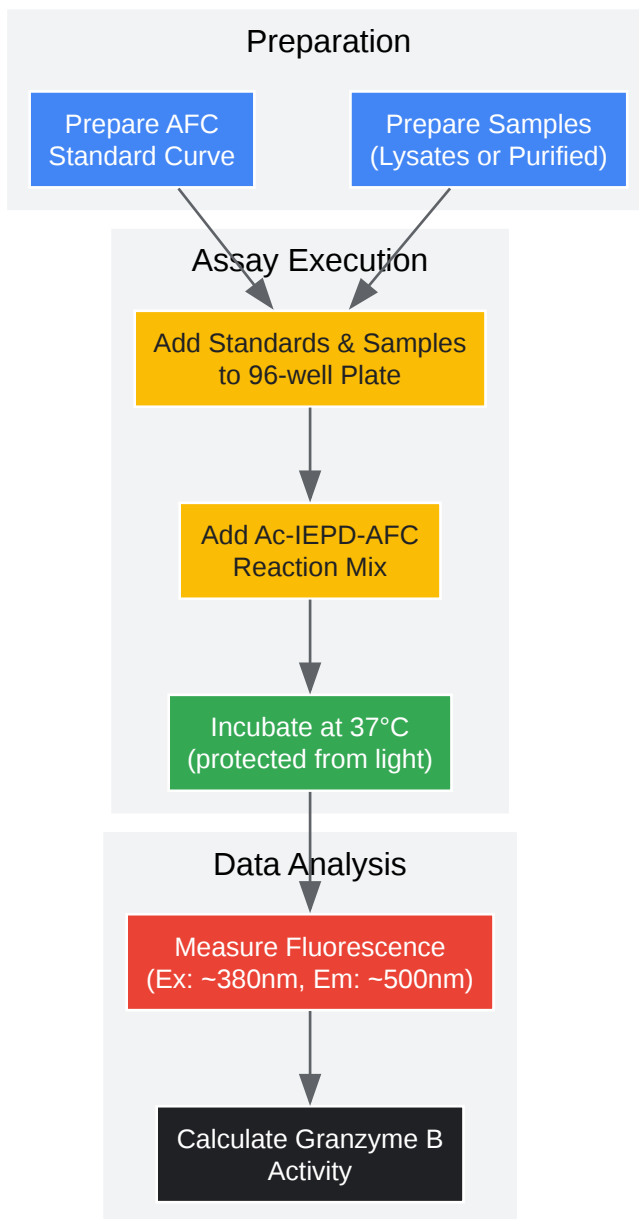 Preparation
Prepare AFC
Standard Curve
Prepare Samples
(Lysates or Purified)
Assay Execution
Add Standards & Samples
to 96-well Plate
Add Ac-IEPD-AFC
Reaction Mix
Incubate at 37°C
(protected from light)
Data Analysis
Measure Fluorescence
(Ex: ~380nm, Em: ~500nm)
Calculate Granzyme B
Activity